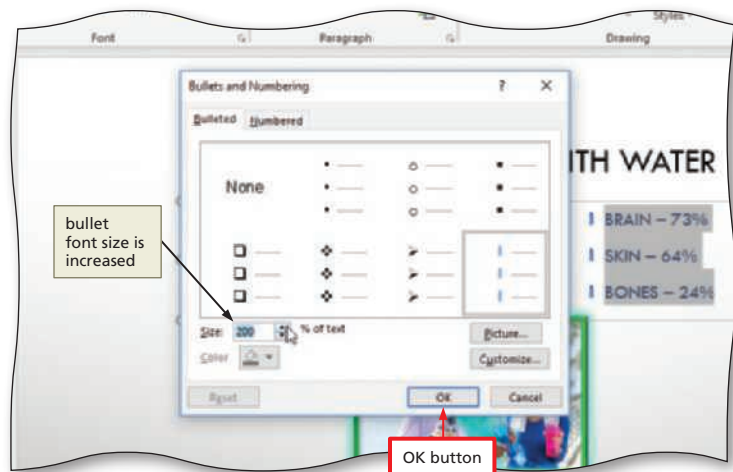 Styles
Font
Paragraph
Drawing
Bullets and Numbering
?
Bulleted
Numbered
None
ITH WATER
BRAIN – 73%
SKIN – 64%
BONES – 24%
bullet
font size is
increased
Size: 200 % of text
Color
Picture...
Customize...
Reset
OK
Cancel
OK button